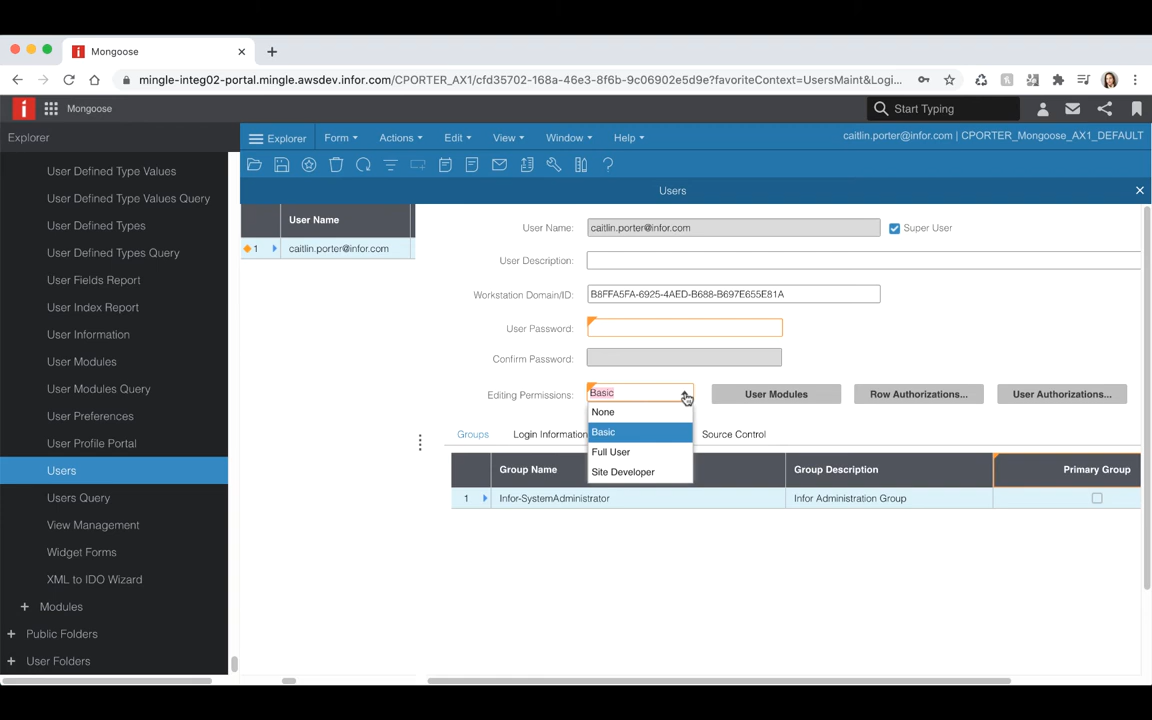 Mongoose
mingle-integ02-portal.mingle.awsdev.infor.com/CPORTER_AX1/cfd35702-168a-46e3-8f6b-9c06902e5d9e?favoriteContext=UsersMaint&Logi...
Mongoose
Start Typing
Explorer
Explorer
Form
Actions
Edit
View
Window
Help
caitlin.porter@infor.com | CPORTER_Mongoose_AX1_DEFAULT
Users
User Defined Type Values
User Defined Type Values Query
User Defined Types
User Defined Types Query
User Fields Report
User Index Report
User Information
User Modules
User Modules Query
User Preferences
User Profile Portal
Users
Users Query
View Management
Widget Forms
XML to IDO Wizard
Modules
Public Folders
User Folders
User Name
1 caitlin.porter@infor.com
User Name: caitlin.porter@infor.com Super User
User Description:
Workstation Domain/ID: B8FFA5FA-6925-4AED-B688-B697E655E81A
User Password:
Confirm Password:
Editing Permissions: Basic User Modules Row Authorizations... User Authorizations...
None
Basic
Full User
Site Developer
Groups Login Information Source Control
Group Name Group Description Primary Group
1 Infor-SystemAdministrator Infor Administration Group